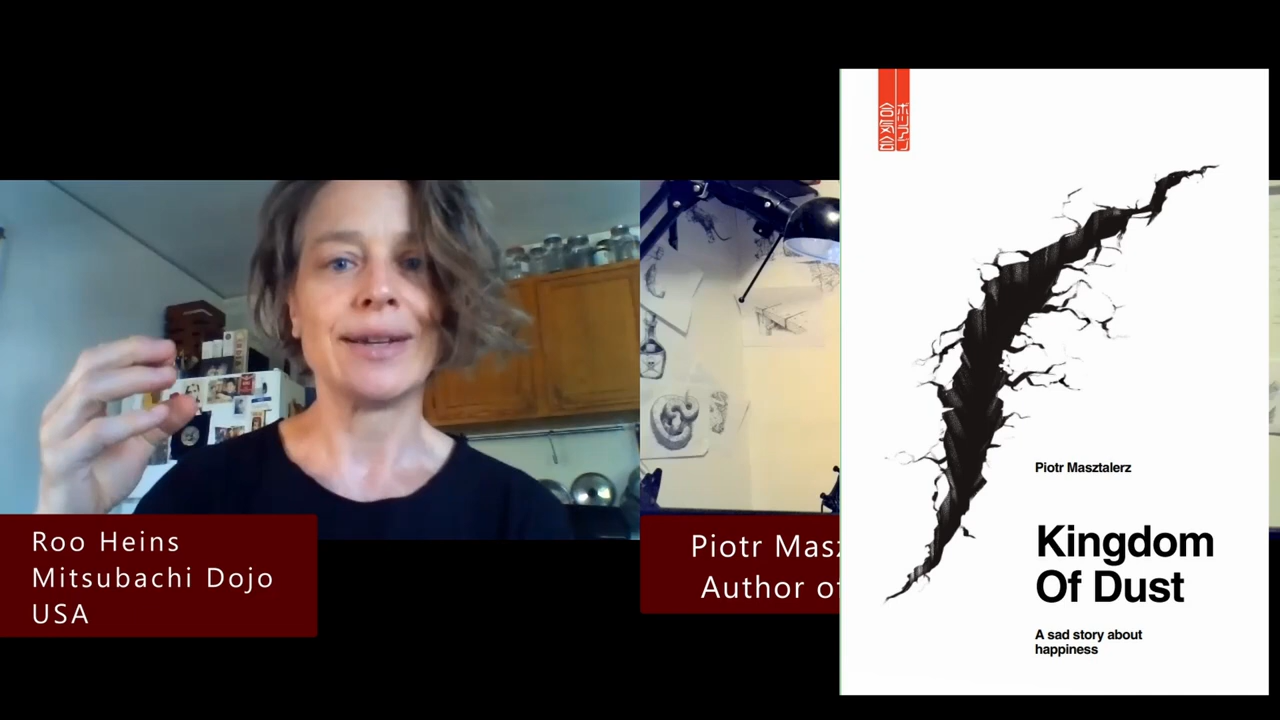 Roo Heins
Mitsubachi Dojo
USA
Piotr Masz
Author of
Piotr Masztalerz
Kingdom
Of Dust
A sad story about
happiness